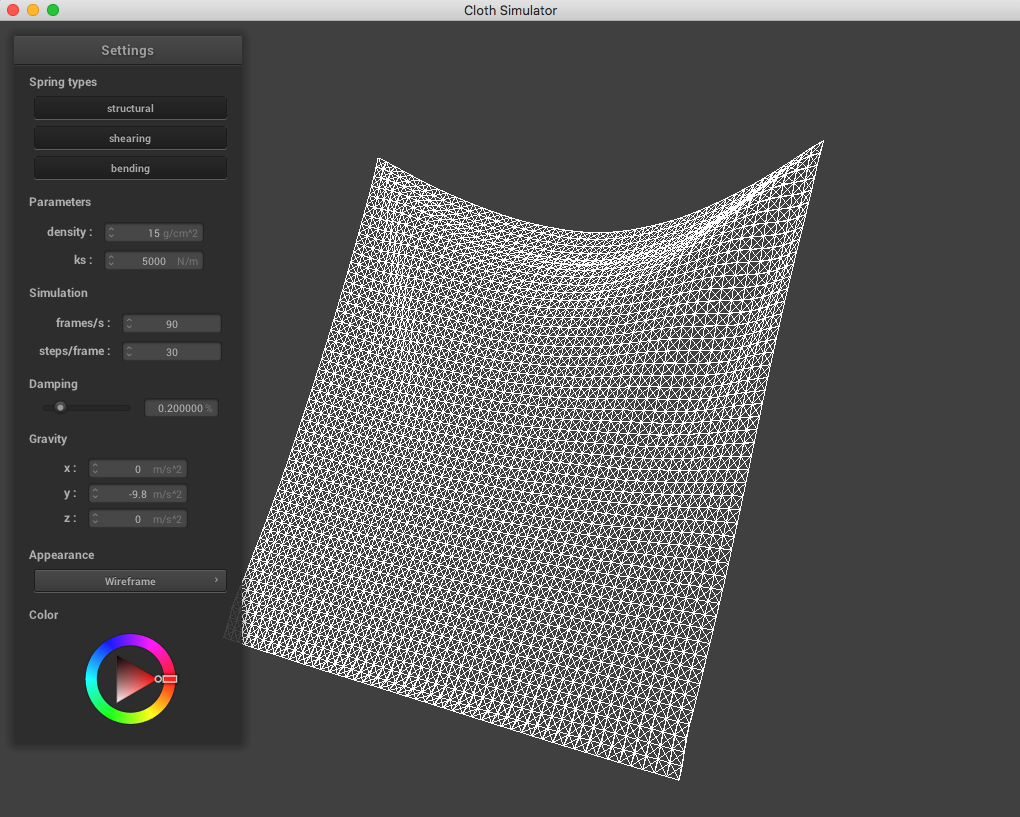 Cloth Simulator
Settings
Spring types
structural
shearing
bending
Parameters
density : 15 g/cm^2
ks : 5000 N/m
Simulation
frames/s : 90
steps/frame : 30
Damping
0.200000 %
Gravity
x : 0 m/s^2
y : -9.8 m/s^2
z : 0 m/s^2
Appearance
Wireframe ›
Color